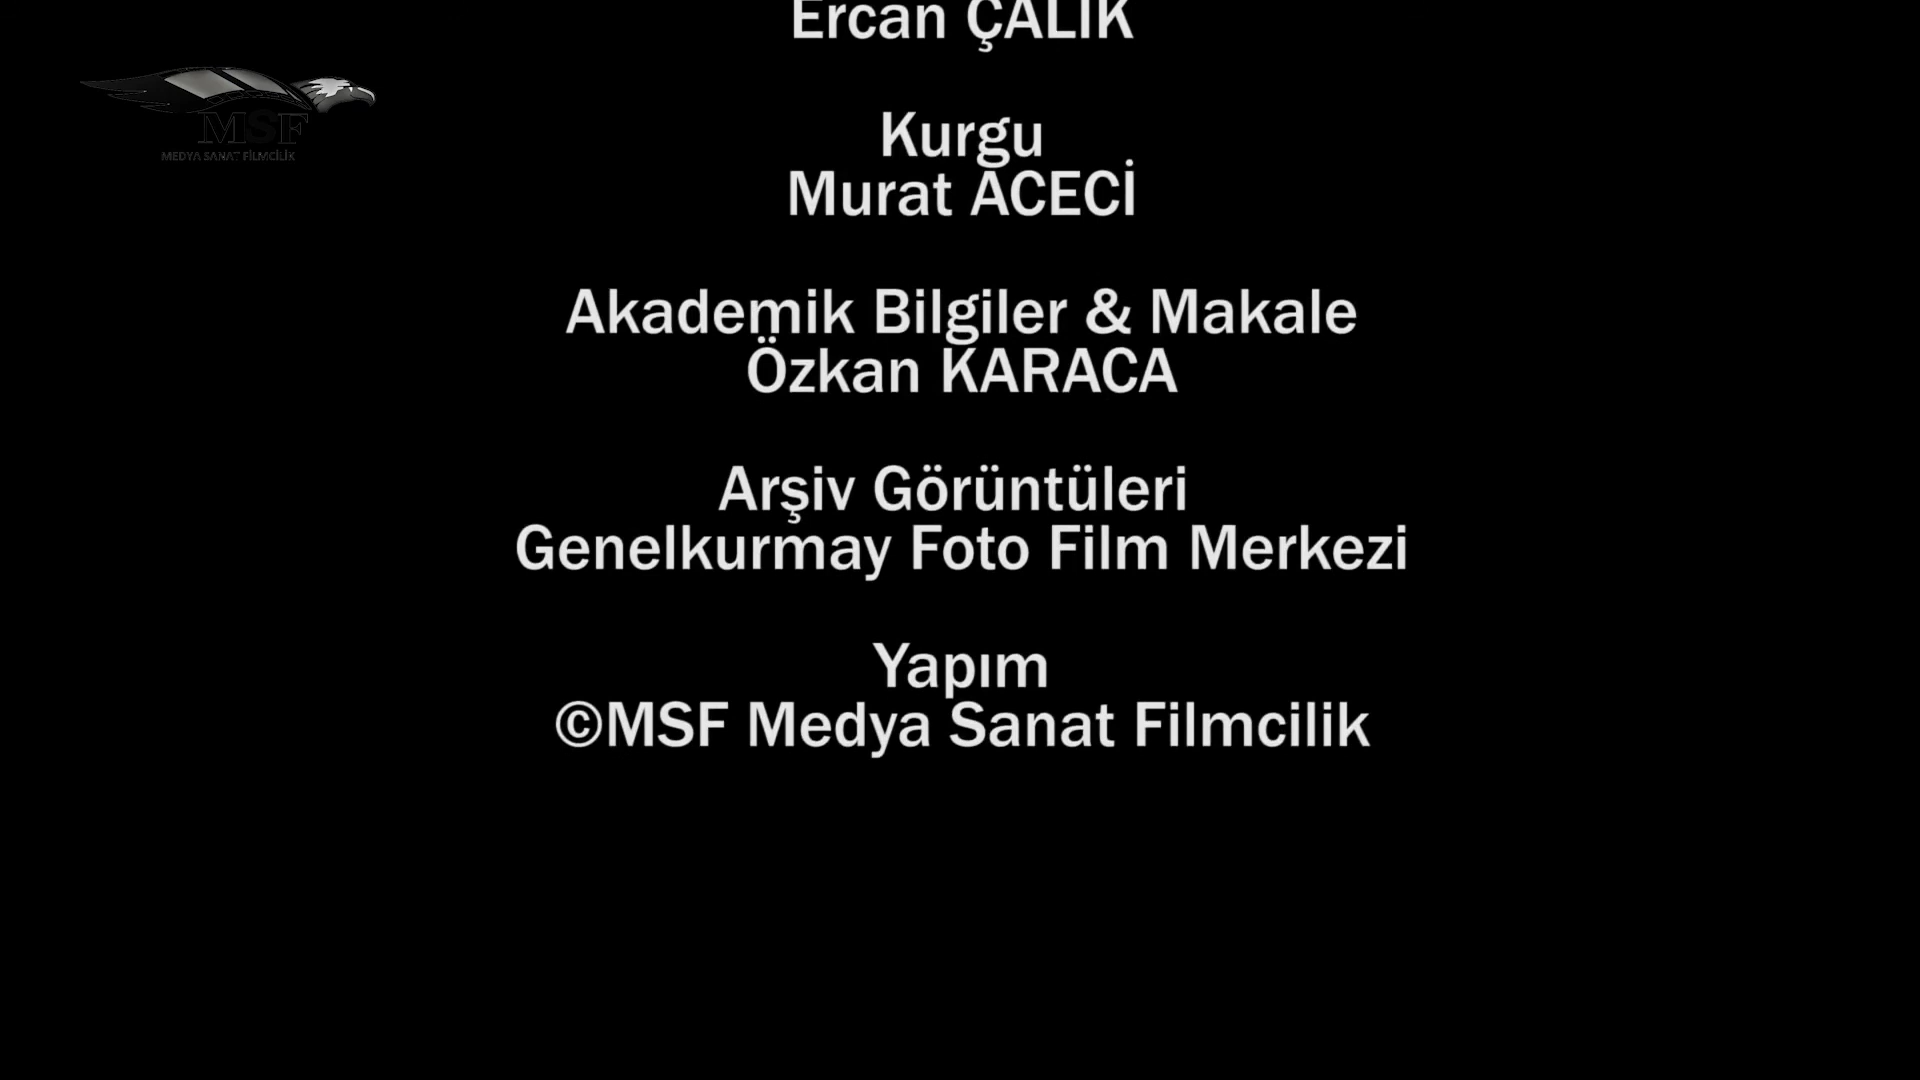 Ercan ÇALIK
MSF
MEDYA SANAT FİLMCİLİK
Kurgu
Murat ACECİ
Akademik Bilgiler & Makale
Özkan KARACA
Arşiv Görüntüleri
Genelkurmay Foto Film Merkezi
Yapım
©MSF Medya Sanat Filmcilik